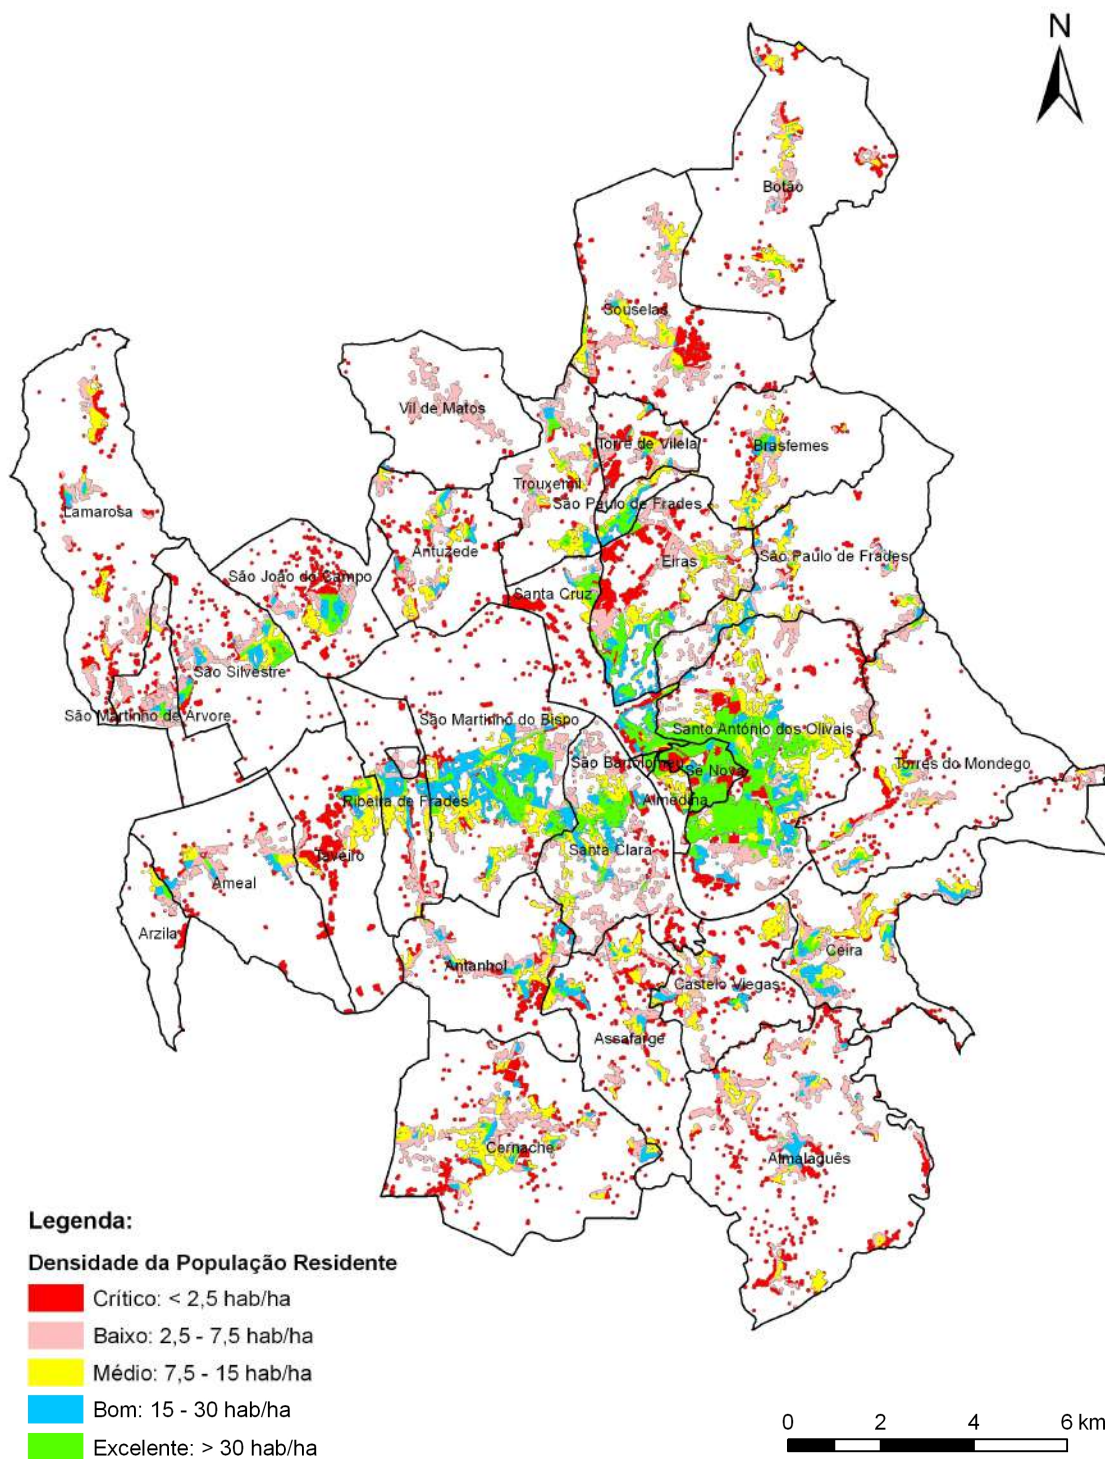 N
Botão
Souselas
Vil de Matos
Torre de Vilela
Brasfemes
Trouxemil
Lamarosa
São Paulo de Frades
Antuzede
Eiras
São Paulo de Frades
São João do Campo
Santa Cruz
São Silvestre
São Martinho de Árvore
São Martinho do Bispo
Santo António dos Olivais
São Bartolomeu
Sé Nova
Torres do Mondego
Ribeira de Frades
Almedina
Taveiro
Santa Clara
Ameal
Arzila
Ceira
Antanhol
Castelo Viegas
Assafarge
Cernache
Almalaguês
Legenda:
Densidade da População Residente
Crítico: < 2,5 hab/ha
Baixo: 2,5 - 7,5 hab/ha
Médio: 7,5 - 15 hab/ha
Bom: 15 - 30 hab/ha
Excelente: > 30 hab/ha
0 2 4 6 km